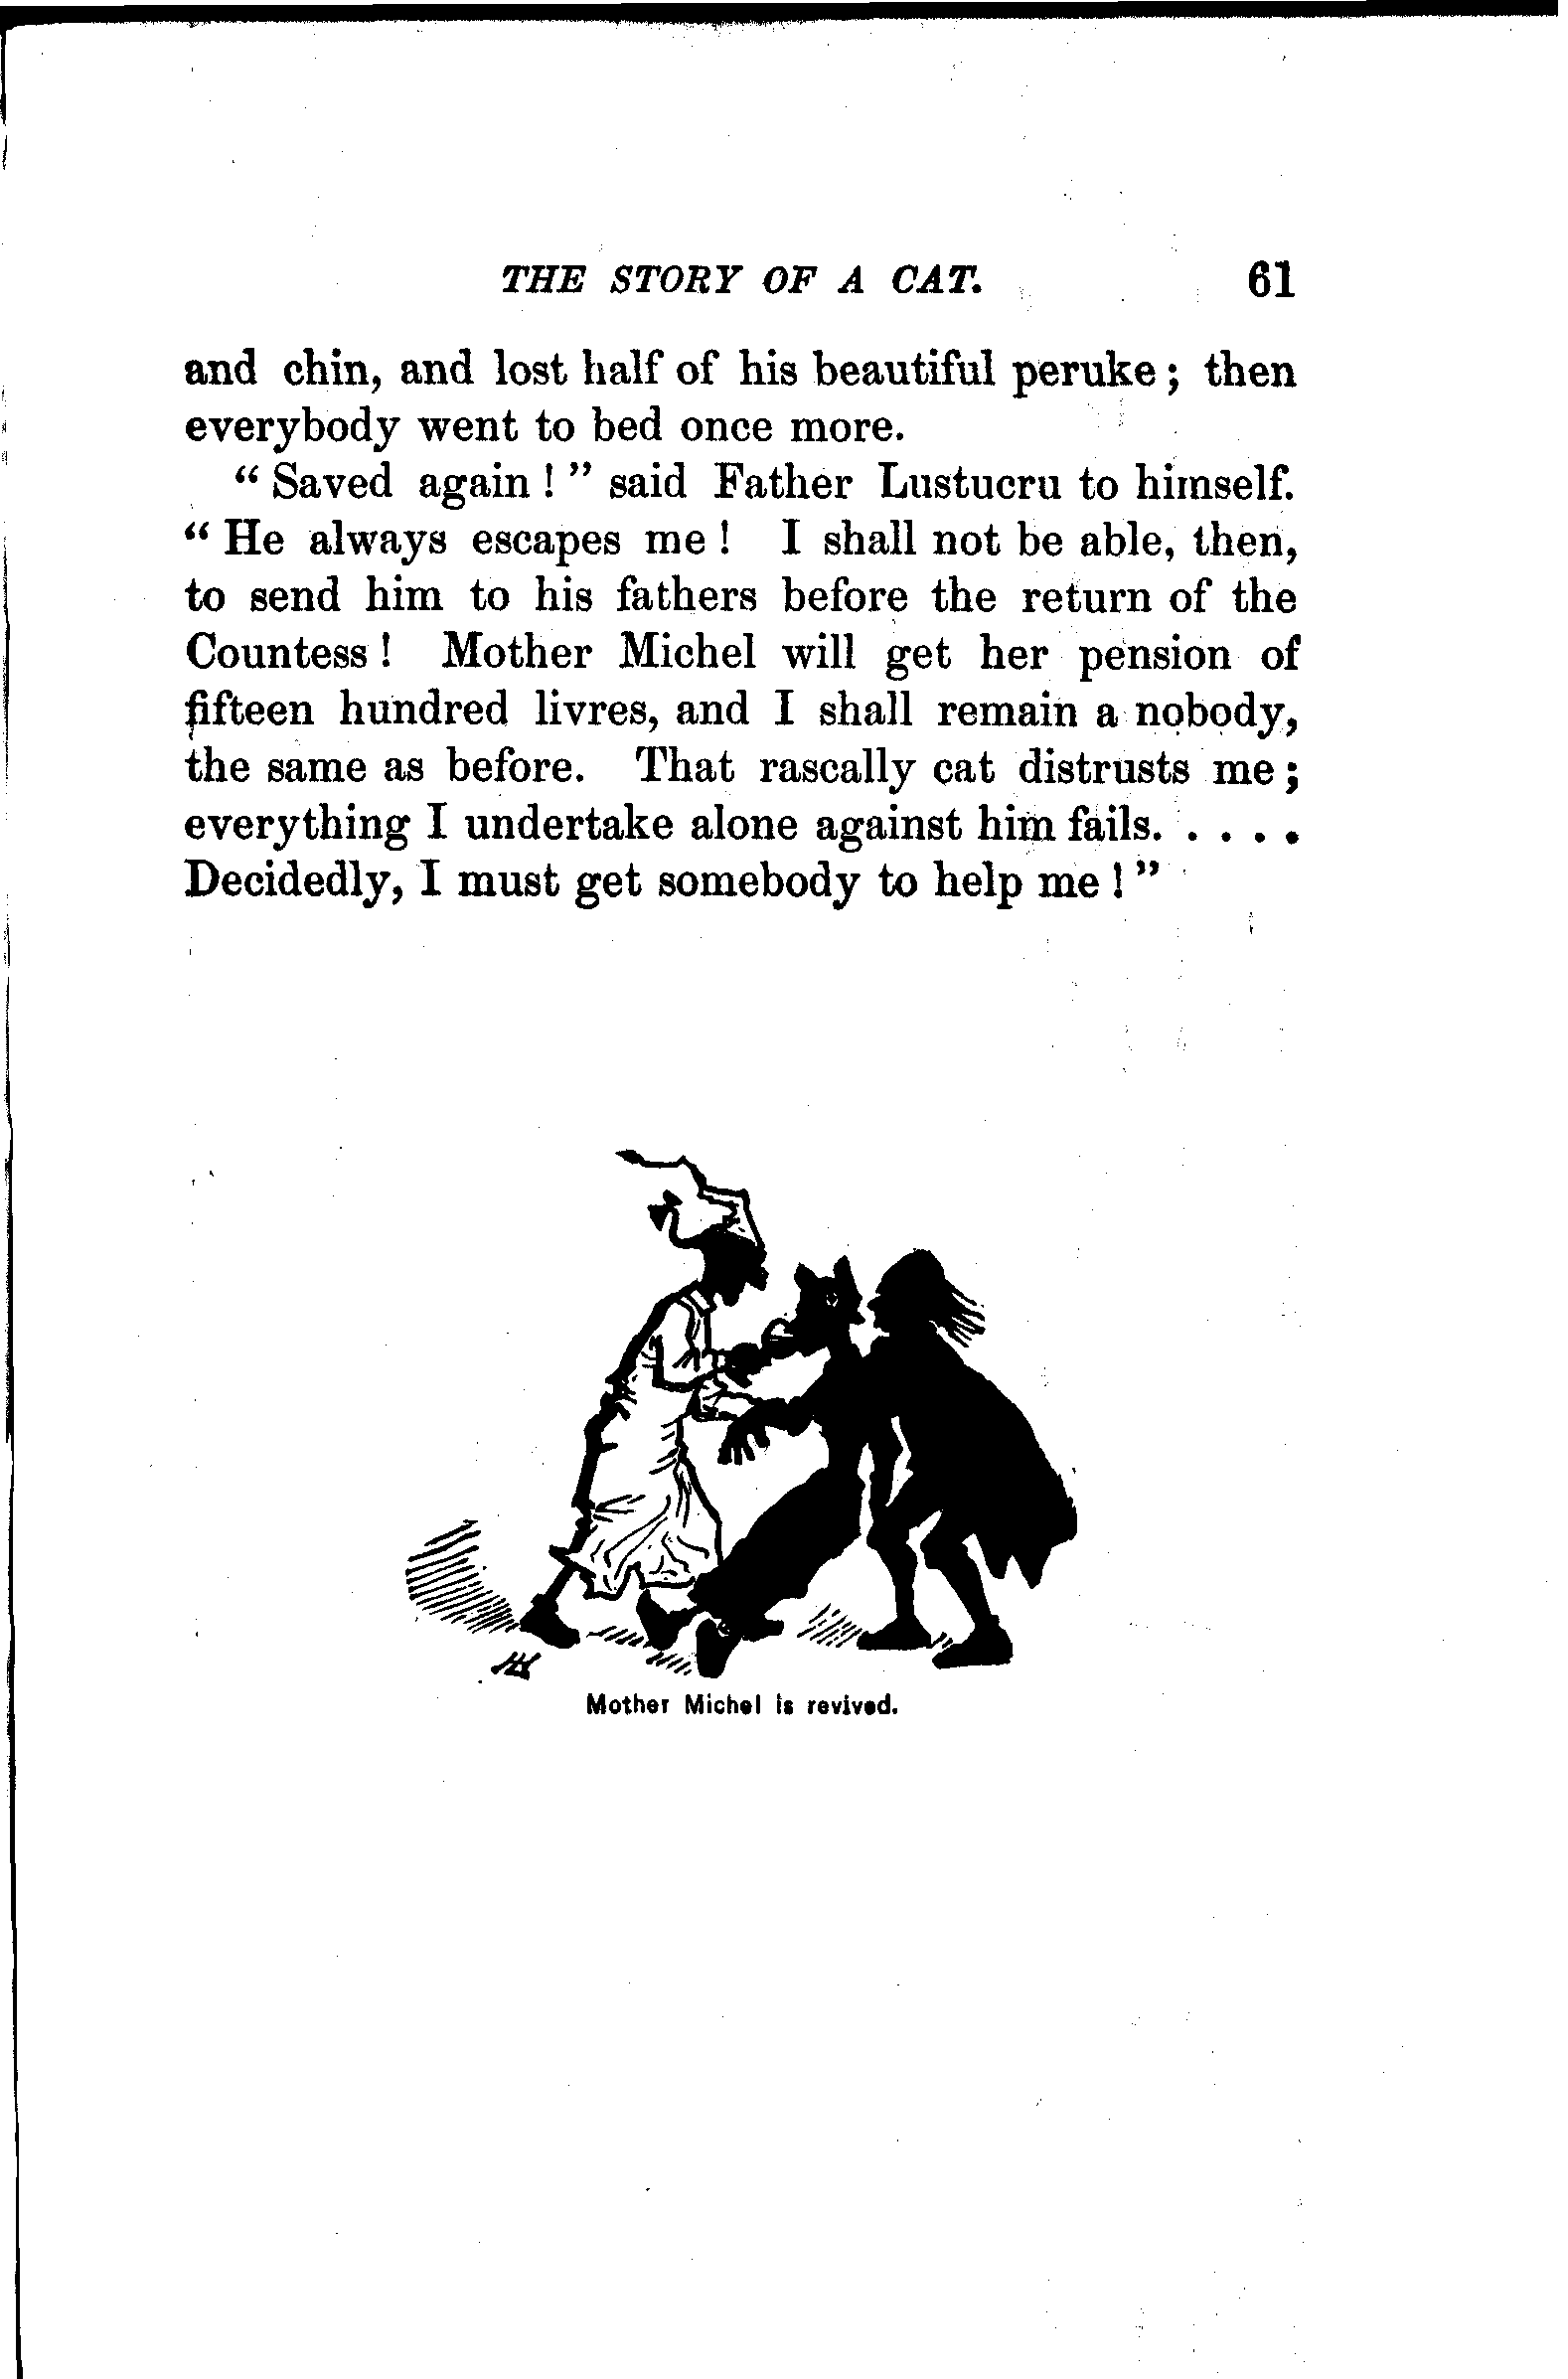 THE STORY OF A CAT. 61
and chin, and lost half of his beautiful peruke; then
everybody went to bed once more.
“Saved again!” said Father Lustucru to himself.
“He always escapes me! I shall not be able, then,
to send him to his fathers before the return of the
Countess! Mother Michel will get her pension of
fifteen hundred livres, and I shall remain a nobody,
the same as before. That rascally cat distrusts me;
everything I undertake alone against him fails. . . . .
Decidedly, I must get somebody to help me!”
Mother Michel is revived.